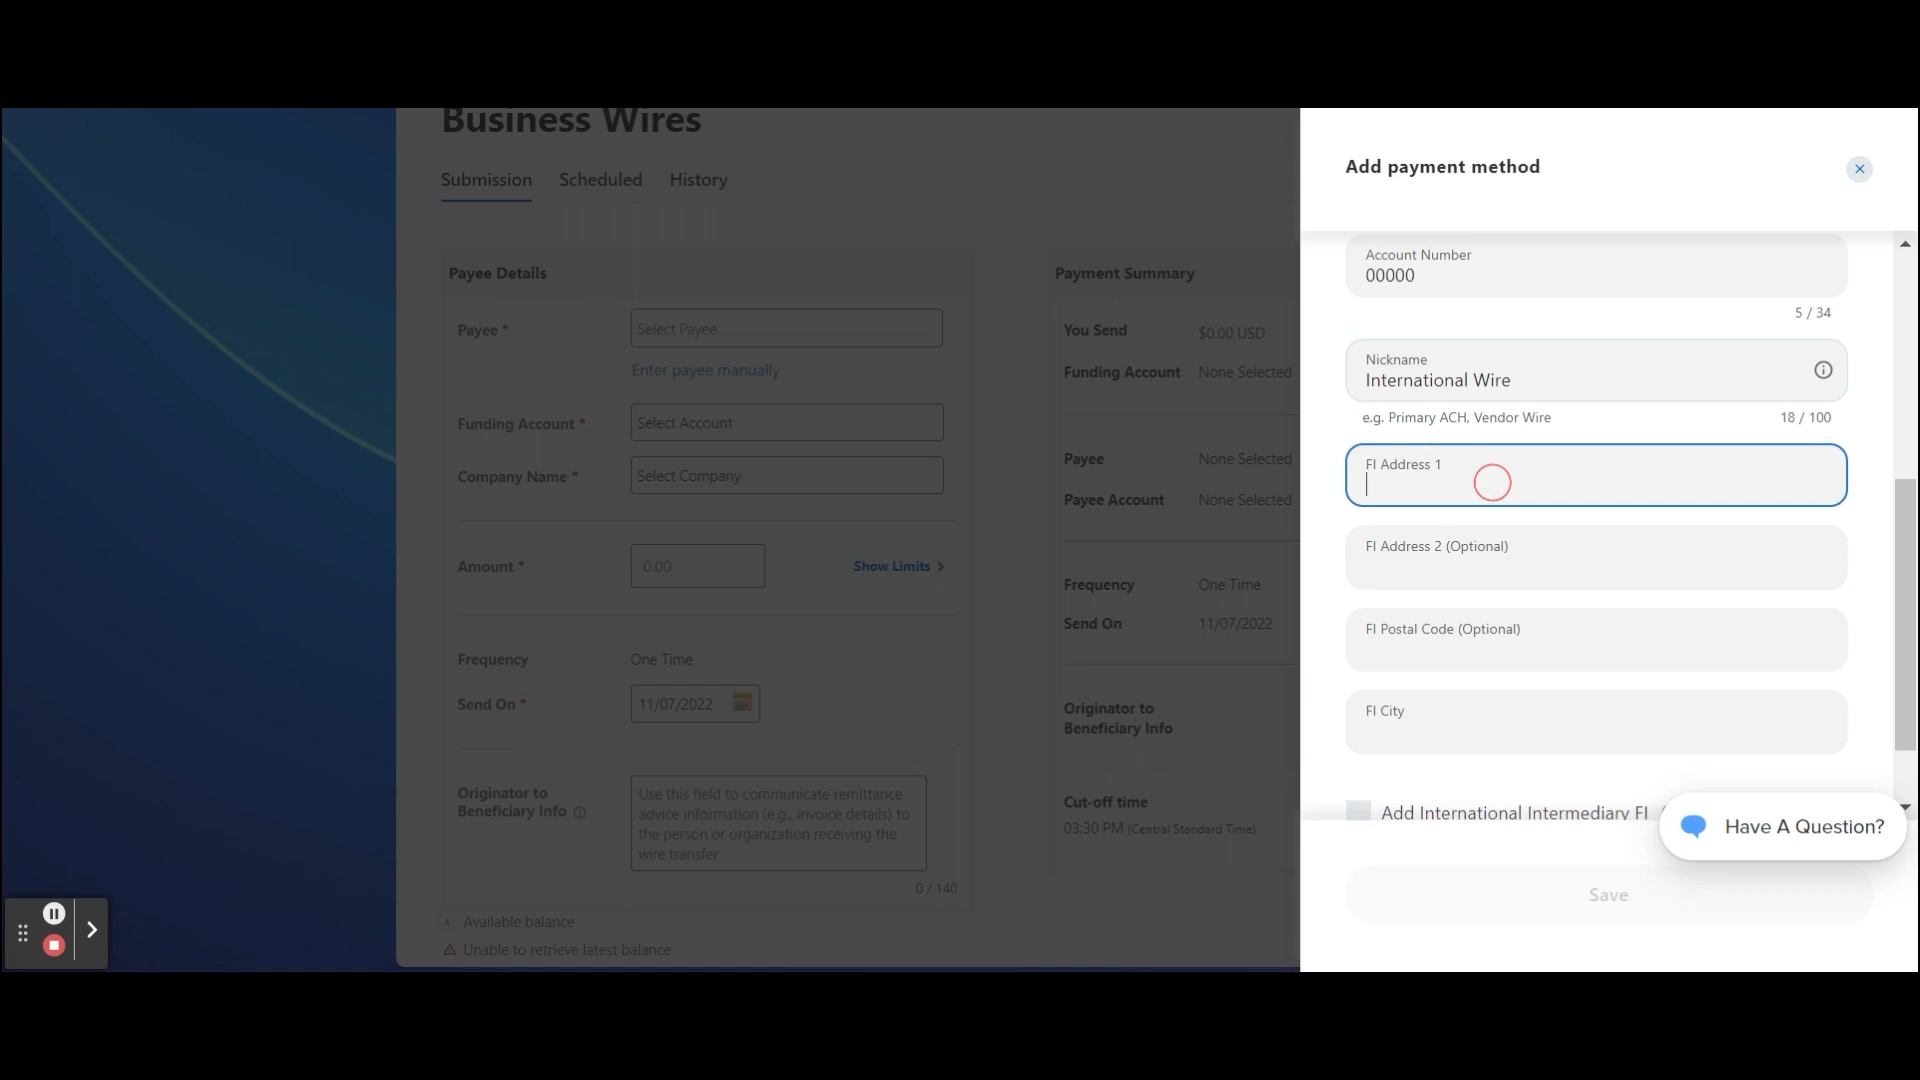 Business Wires
Submission Scheduled History
Payee Details
Payee *
Select Payee
Enter payee manually
Funding Account *
Select Account
Company Name *
Select Company
Amount *
0.00
Show Limits
Frequency
One Time
Send On *
11/07/2022
Originator to
Beneficiary Info
Use this field to communicate remittance
advice information (e.g., invoice details) to
the person or organization receiving the
wire transfer
0 / 140
A Available balance
Unable to retrieve latest balance
Payment Summary
You Send $0.00 USD
Funding Account None Selected
Payee None Selected
Payee Account None Selected
Frequency One Time
Send On 11/07/2022
Originator to
Beneficiary Info
Cut-off time
03:30 PM (Central Standard Time)
Add payment method
Account Number
00000
5 / 34
Nickname
International Wire
e.g. Primary ACH, Vendor Wire 18 / 100
FI Address 1
FI Address 2 (Optional)
FI Postal Code (Optional)
FI City
Add International Intermediary FI
Have A Question?
Save